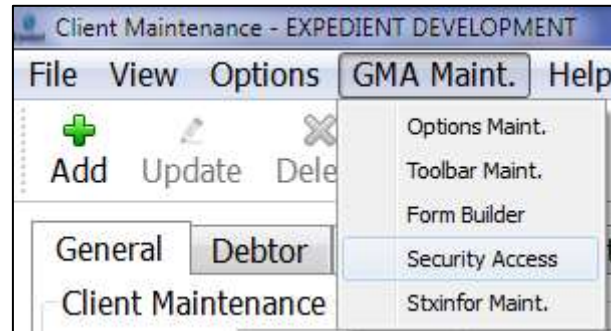 Client Maintenance - EXPEDIENT DEVELOPMENT
File View Options GMA Maint. Help
Add Update Dele
Options Maint.
Toolbar Maint.
Form Builder
Security Access
Stxinfor Maint.
General Debtor
Client Maintenance